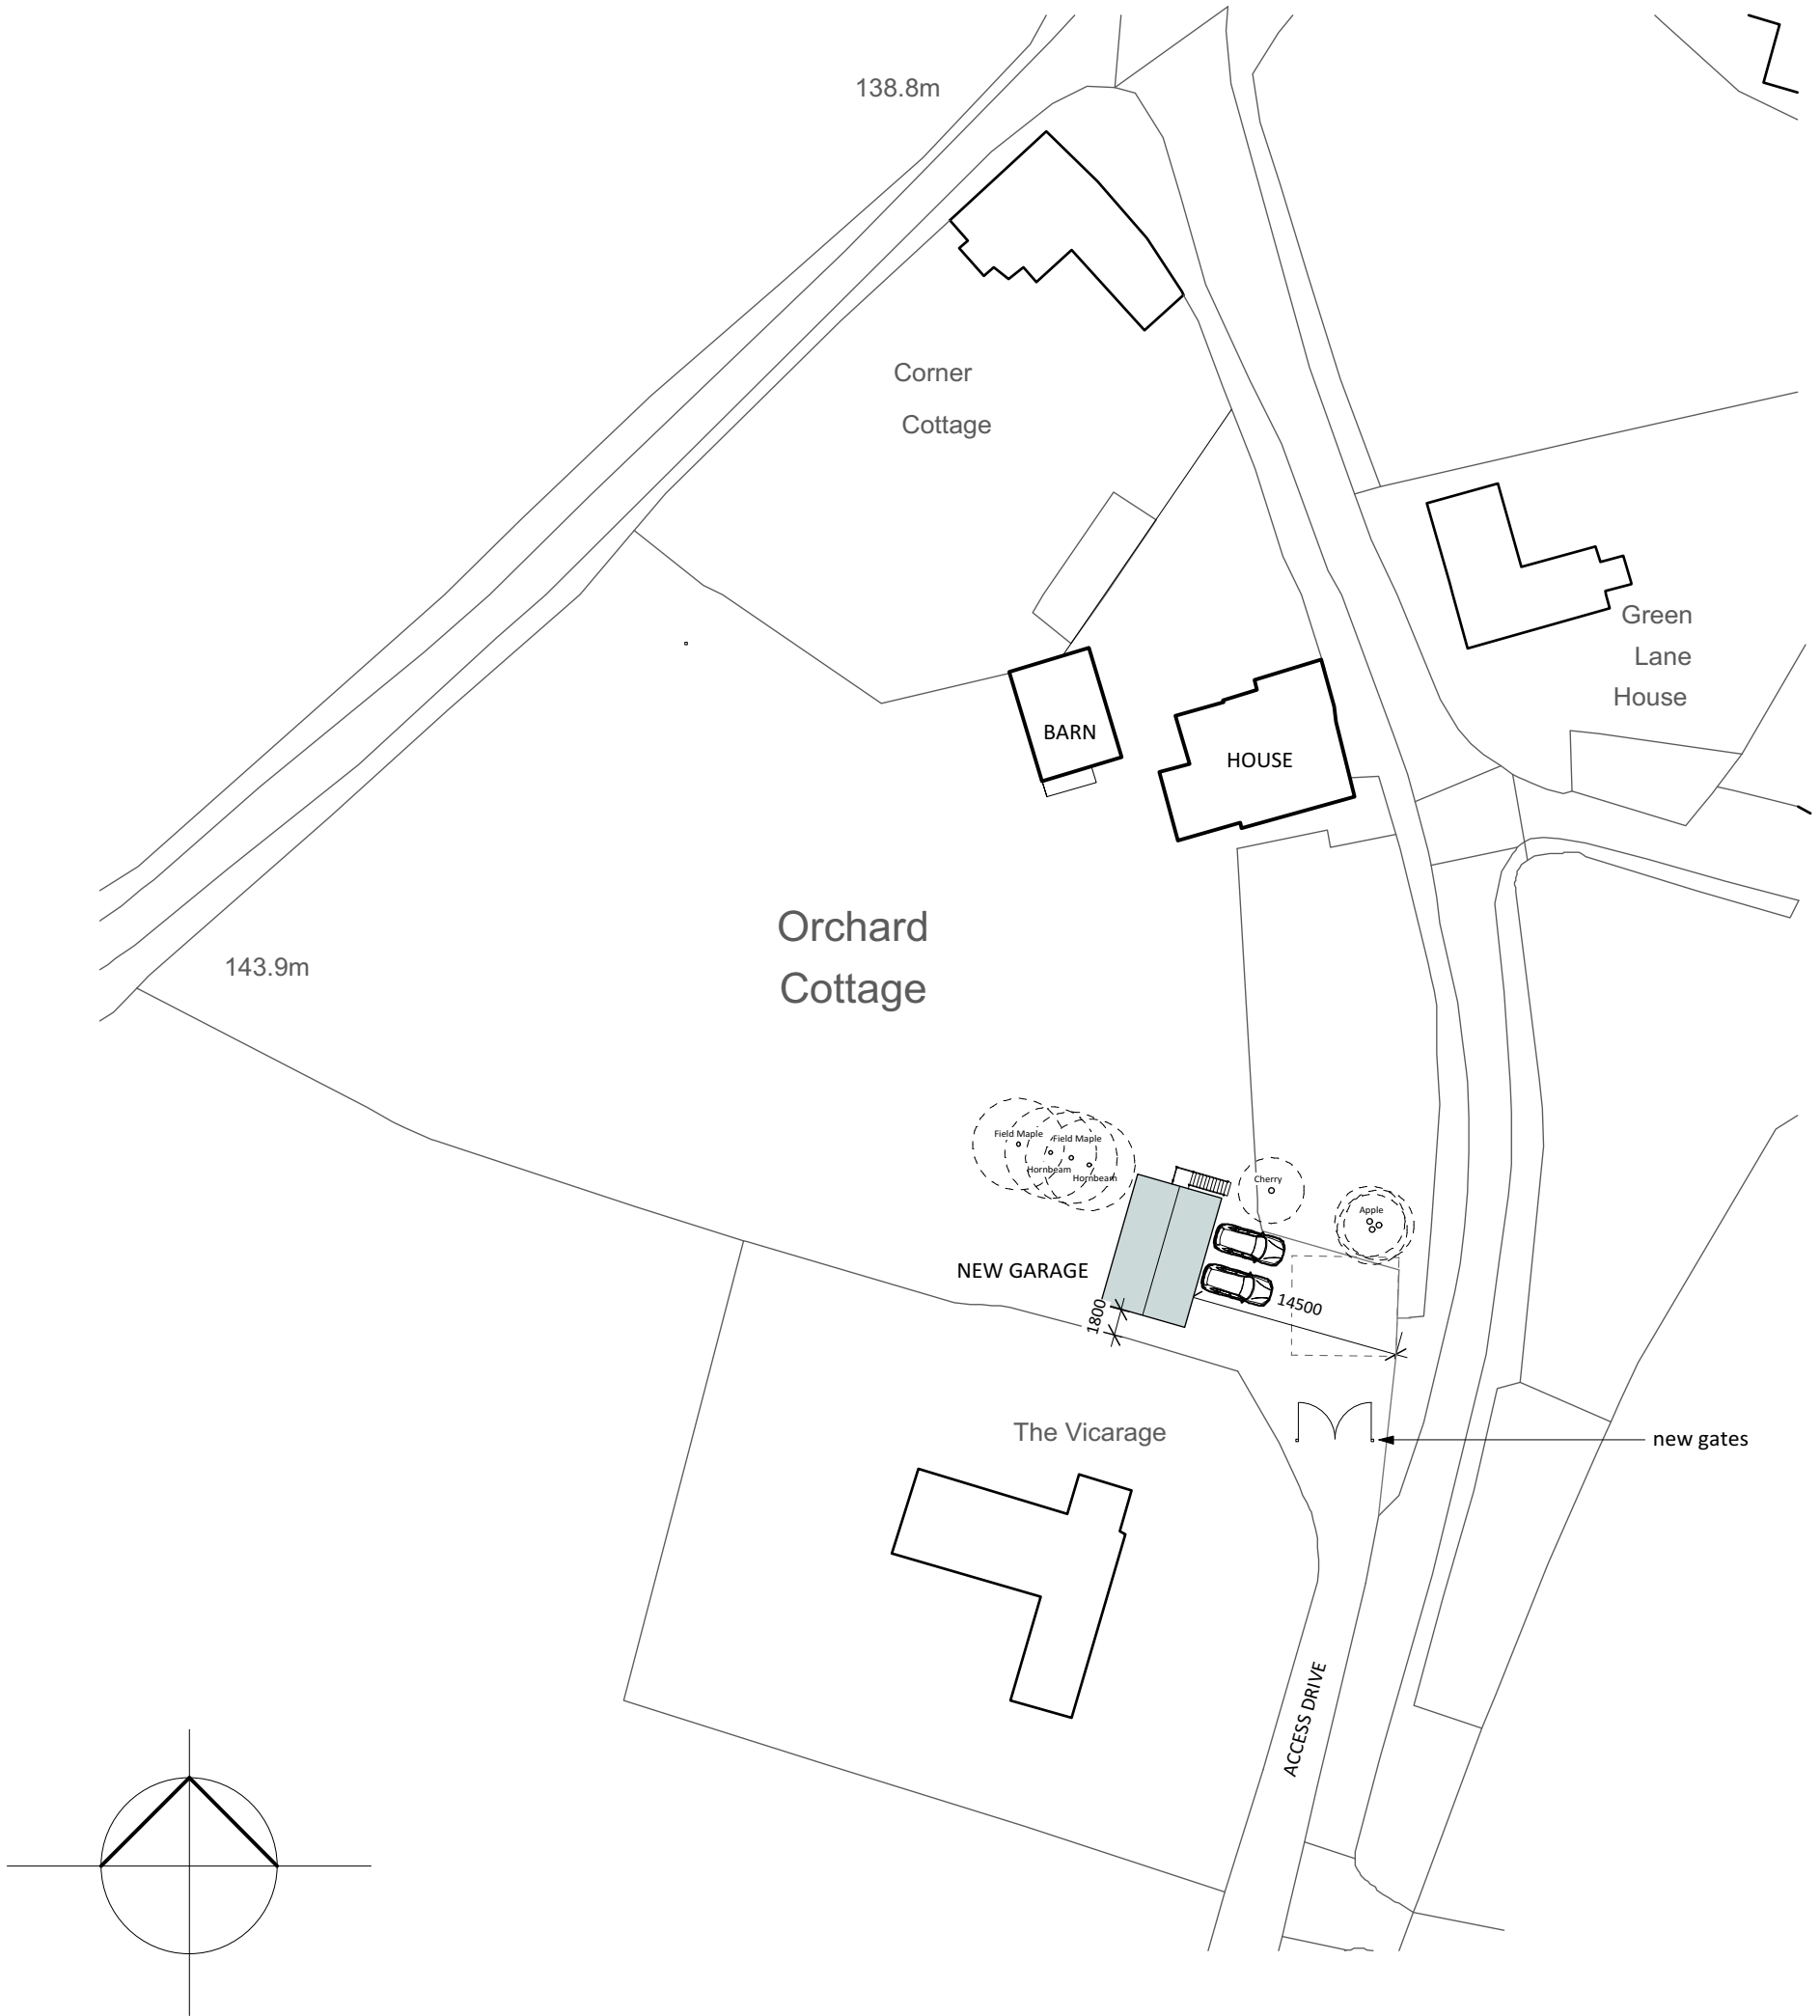 138.8m
Corner
Cottage
Green
Lane
House
BARN
HOUSE
Orchard
Cottage
143.9m
Field Maple
Field Maple
Hornbeam
Hornbeam
Cherry
Apple
NEW GARAGE
14500
1800
The Vicarage
new gates
ACCESS DRIVE